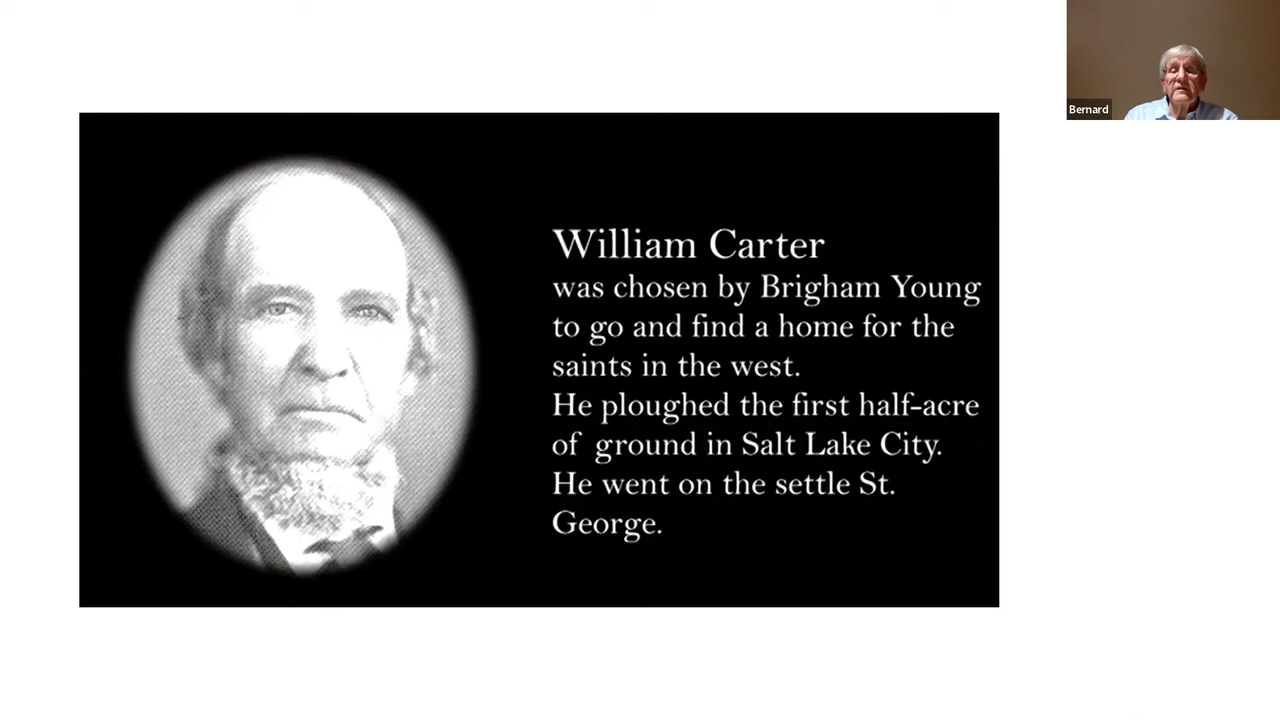 William Carter
was chosen by Brigham Young
to go and find a home for the
saints in the west.
He ploughed the first half-acre
of ground in Salt Lake City.
He went on the settle St.
George.
Bernard